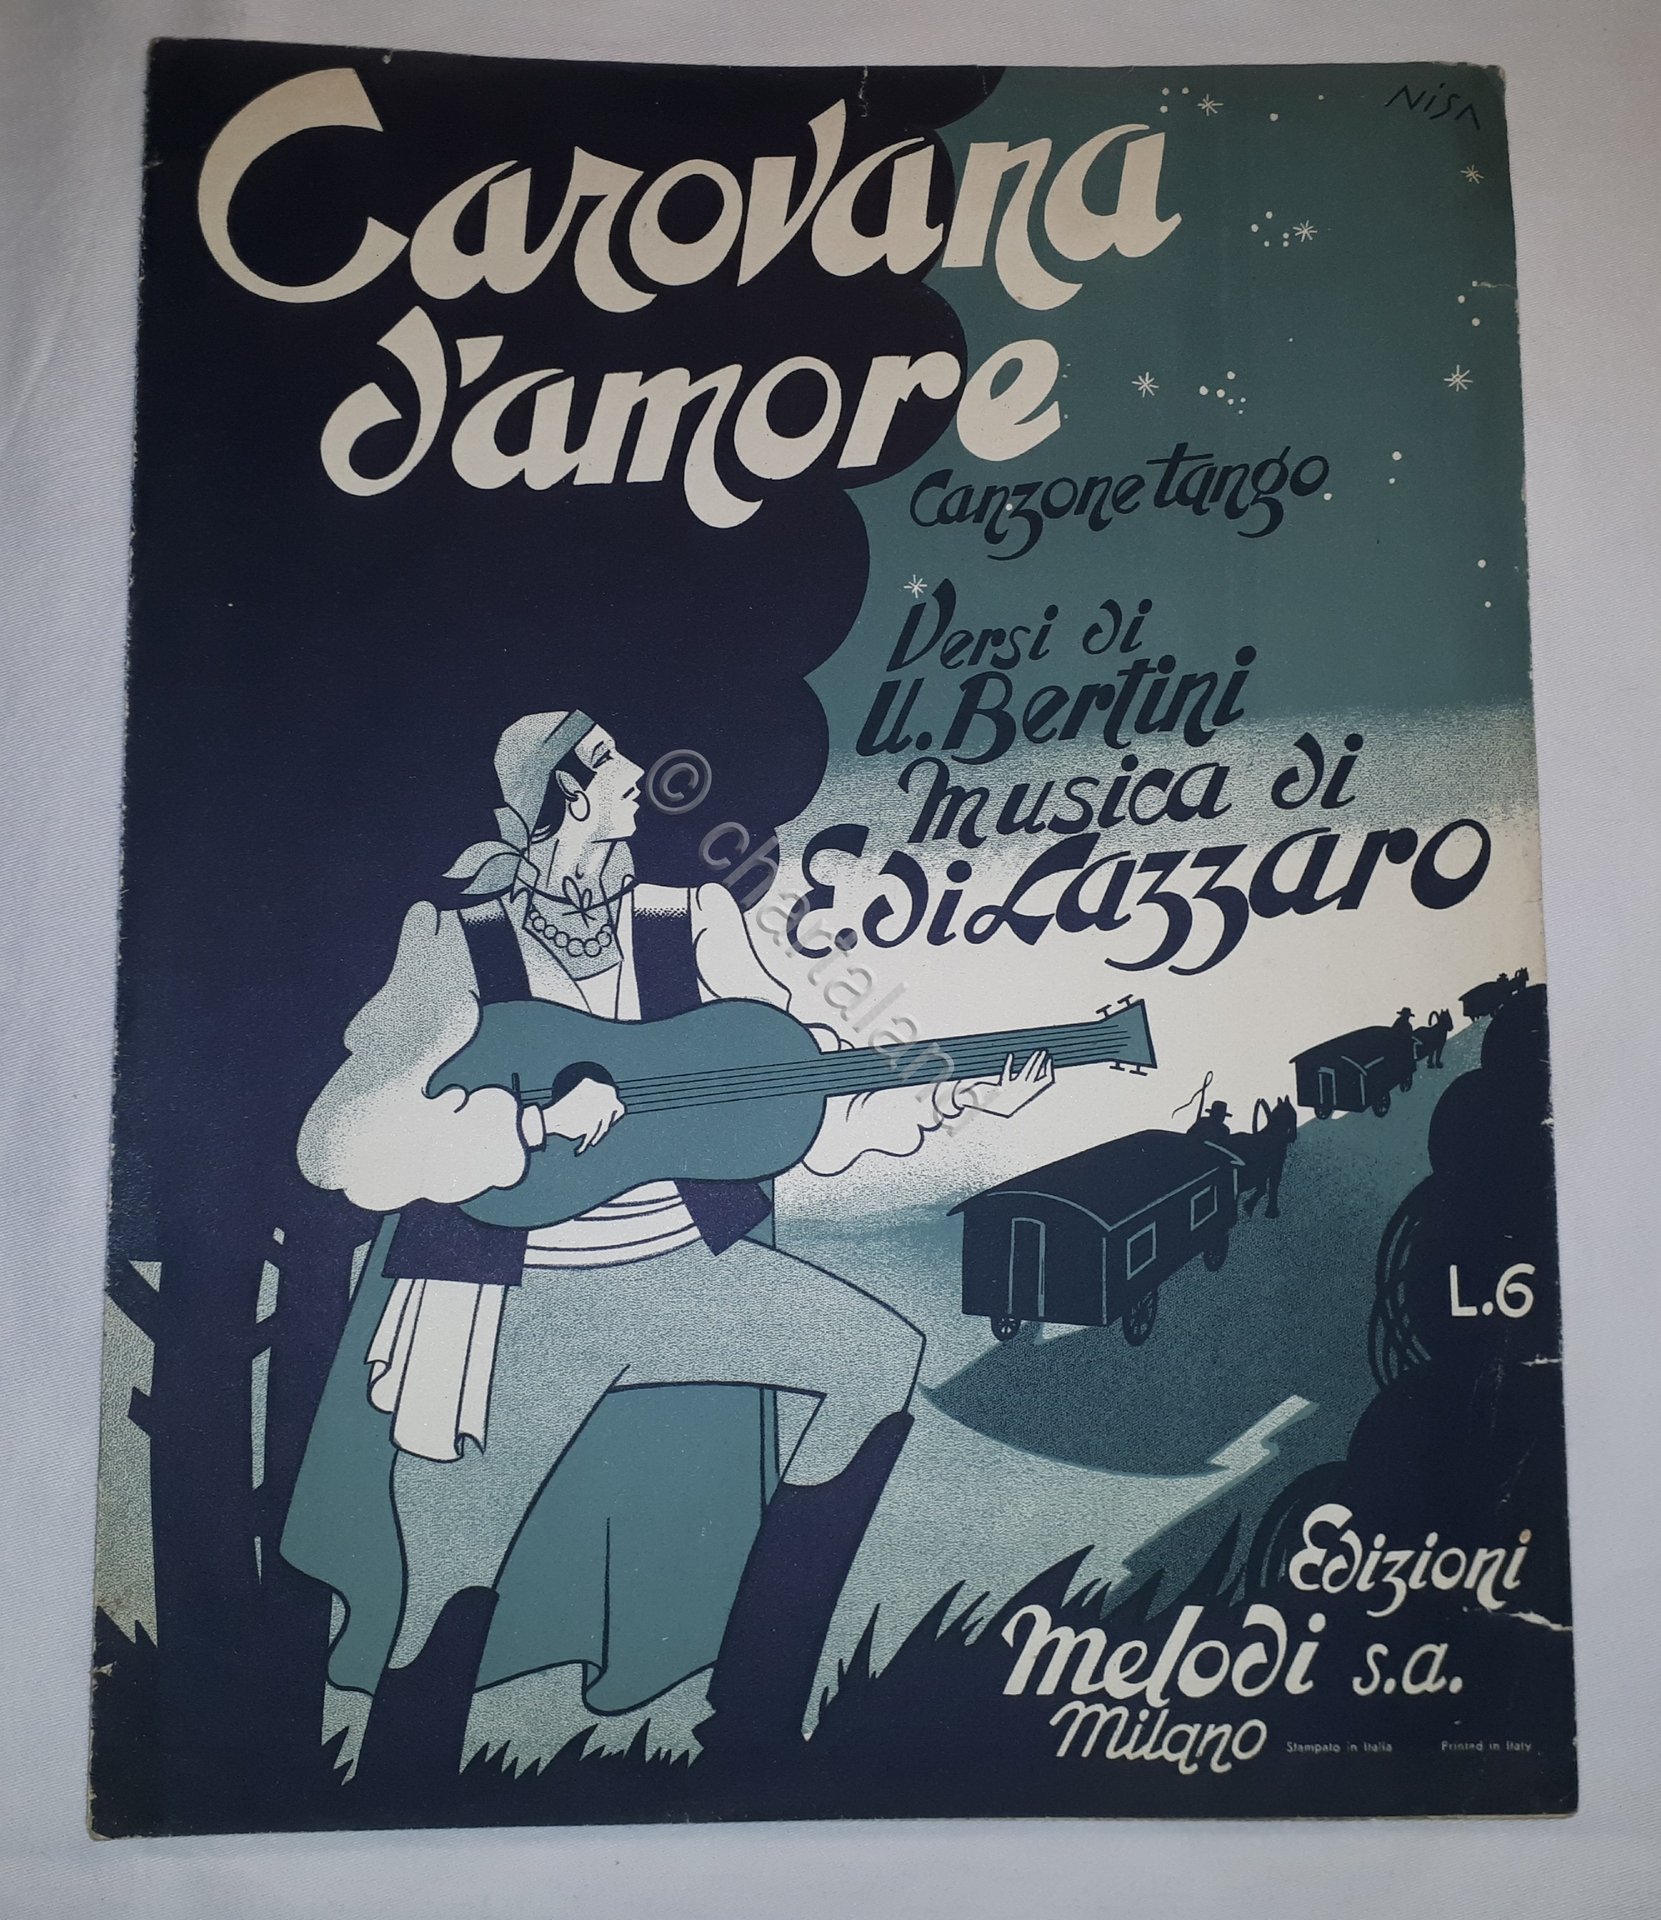 NISA
Carovana
d'amore
Canzone tango
Versi di
U. Bertini
musica di
E. di Lazzaro
© chartaland
L. 6
Edizioni
Melodi s.a.
Milano
Stampato in Italia Printed in Italy